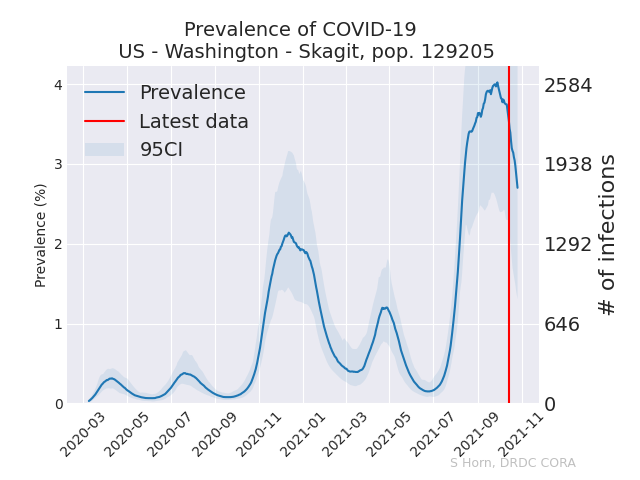 Prevalence of COVID-19
US - Washington - Skagit, pop. 129205
Prevalence
Latest data
95CI
Prevalence (%)
4
3
2
1
0
2584
1938
1292
646
0
# of infections
2020-03
2020-05
2020-07
2020-09
2020-11
2021-01
2021-03
2021-05
2021-07
2021-09
2021-11
S Horn, DRDC CORA